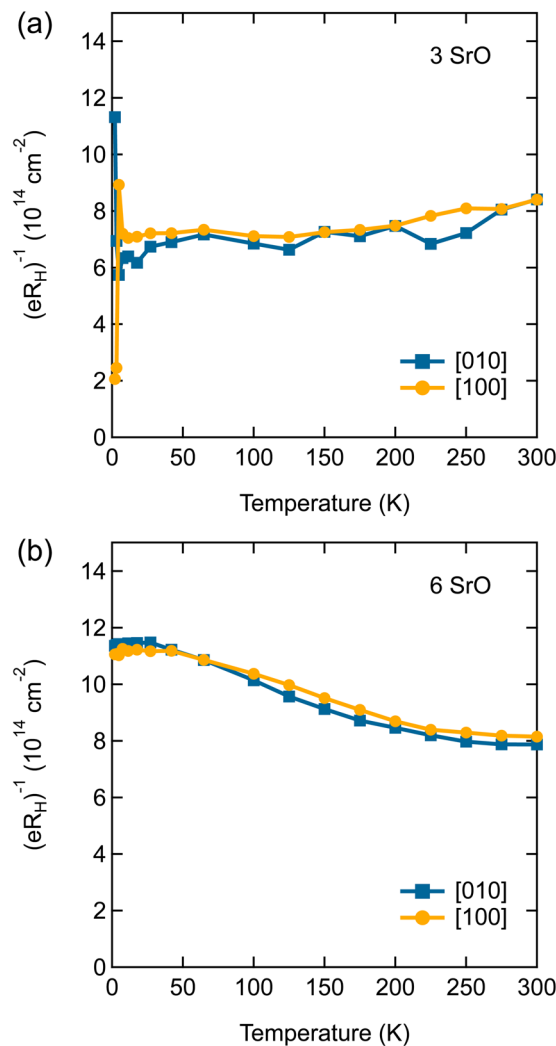 (a)
3 SrO
14
12
10
8
6
4
2
0
(eR_H)^-1 (10^14 cm^-2)
[010]
[100]
0 50 100 150 200 250 300
Temperature (K)
(b)
6 SrO
14
12
10
8
6
4
2
0
(eR_H)^-1 (10^14 cm^-2)
[010]
[100]
0 50 100 150 200 250 300
Temperature (K)